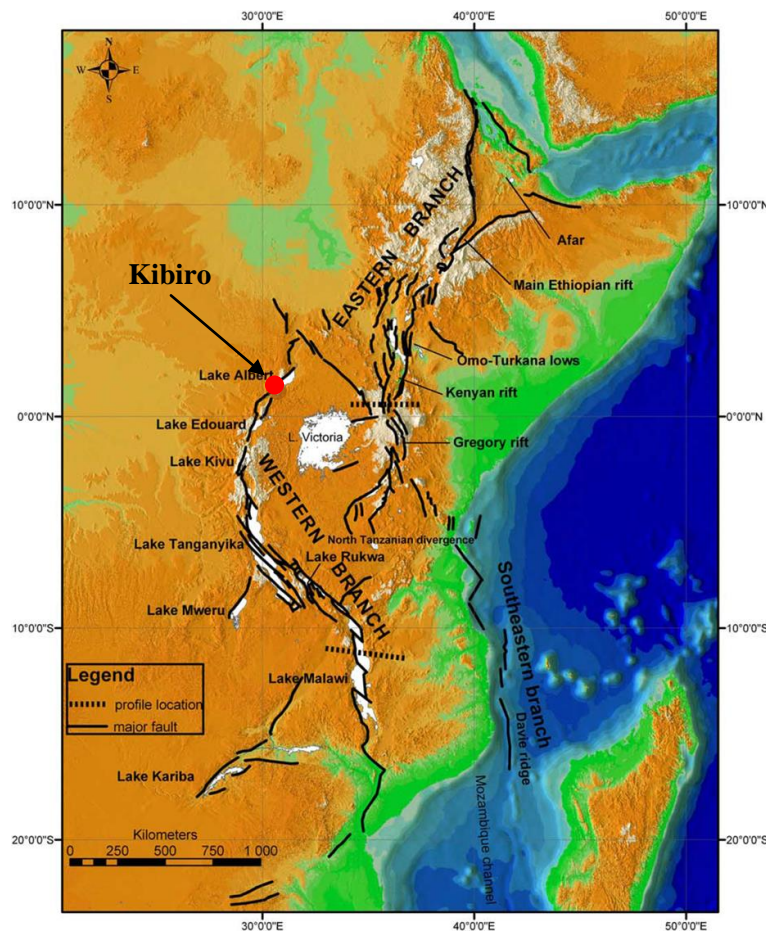 30°0'0"E
40°0'0"E
50°0'0"E
N
W
E
S
10°0'0"N
EASTERN BRANCH
Afar
Main Ethiopian rift
Kibiro
Omo-Turkana lows
Lake Albert
Kenyan rift
0°0'0"
0°0'0"
Lake Edouard
L. Victoria
Gregory rift
Lake Kivu
WESTERN BRANCH
North Tanzanian divergence
Lake Tanganyika
Lake Rukwa
Southeastern branch
Lake Mweru
10°0'0"S
10°0'0"S
Legend
profile location
major fault
Lake Malawi
Davie ridge
Lake Kariba
Mozambique channel
Kilometers
0 250 500 1 000
20°0'0"S
20°0'0"S
30°0'0"E
40°0'0"E
50°0'0"E
10°0'0"N